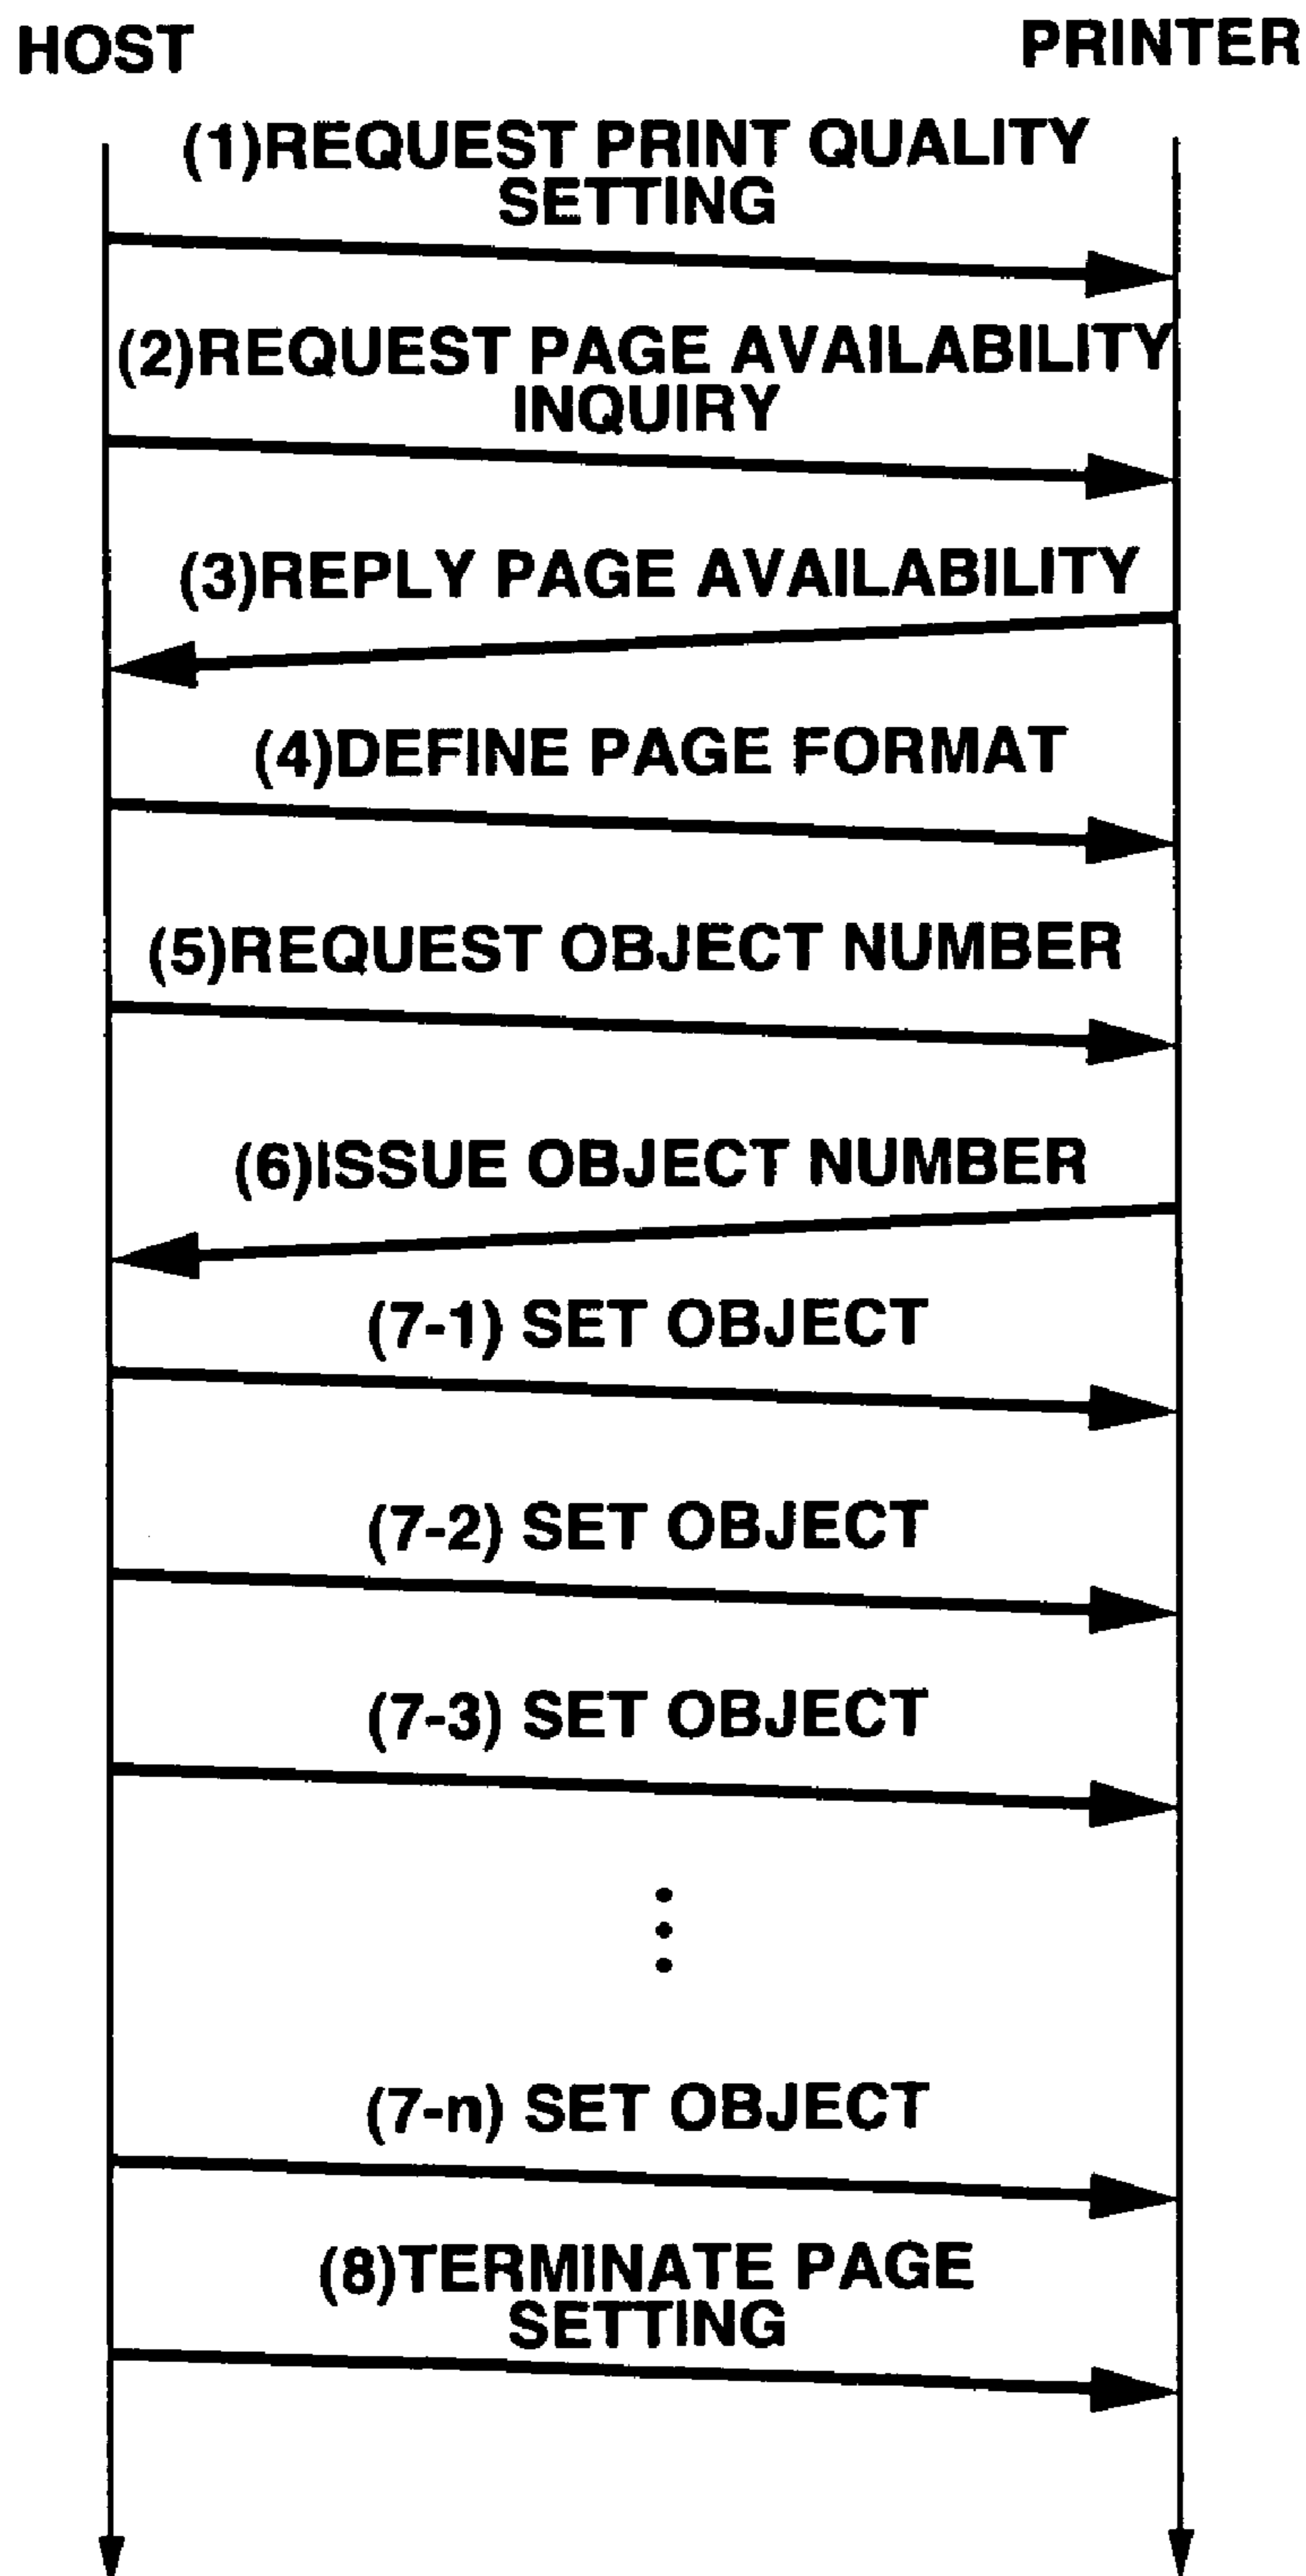 HOST
PRINTER
(1)REQUEST PRINT QUALITY
SETTING
(2)REQUEST PAGE AVAILABILITY
INQUIRY
(3)REPLY PAGE AVAILABILITY
(4)DEFINE PAGE FORMAT
(5)REQUEST OBJECT NUMBER
(6)ISSUE OBJECT NUMBER
(7-1) SET OBJECT
(7-2) SET OBJECT
(7-3) SET OBJECT
(7-n) SET OBJECT
(8)TERMINATE PAGE
SETTING